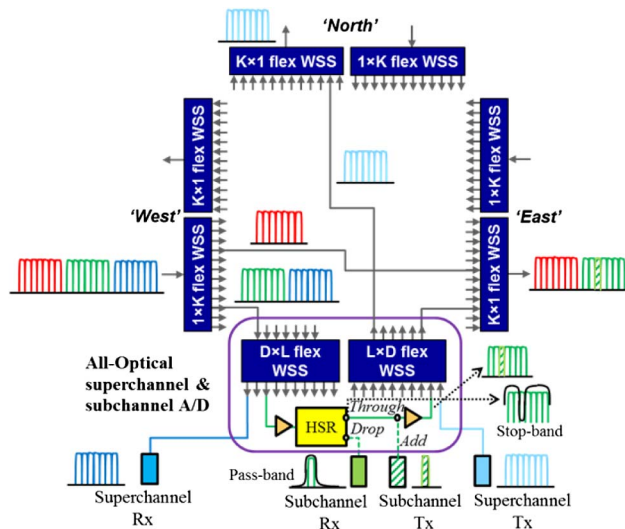 'North'
K×1 flex WSS
1×K flex WSS
K×1 flex WSS
1×K flex WSS
'West'
'East'
1×K flex WSS
K×1 flex WSS
All-Optical
superchannel &
subchannel A/D
D×L flex
WSS
L×D flex
WSS
HSR
Through
Drop
Add
Stop-band
Pass-band
Superchannel
Rx
Subchannel
Rx
Subchannel
Tx
Superchannel
Tx